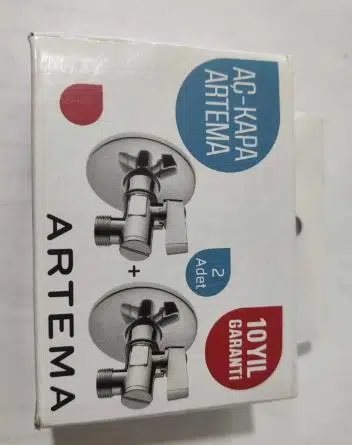 AÇ-KAPA
ARTEMA
2
Adet
+
10 YIL
GARANTİ
ARTEMA